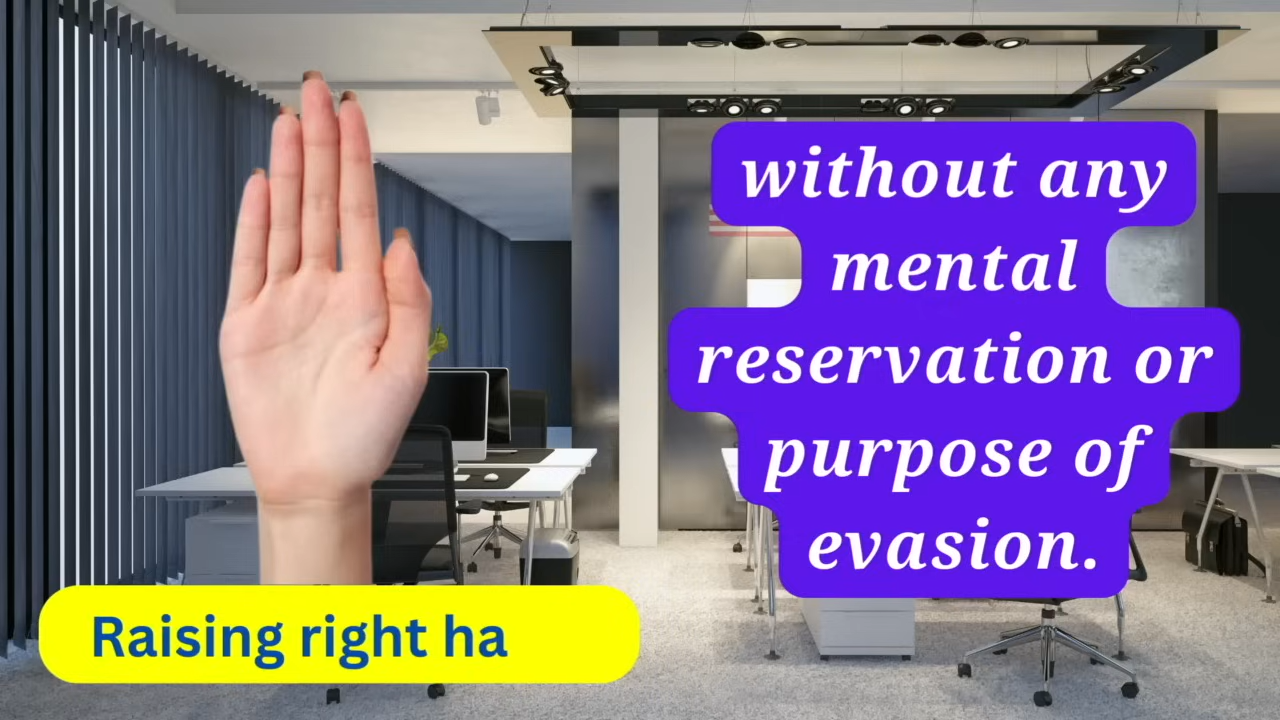 without any
mental
reservation or
purpose of
evasion.
Raising right ha